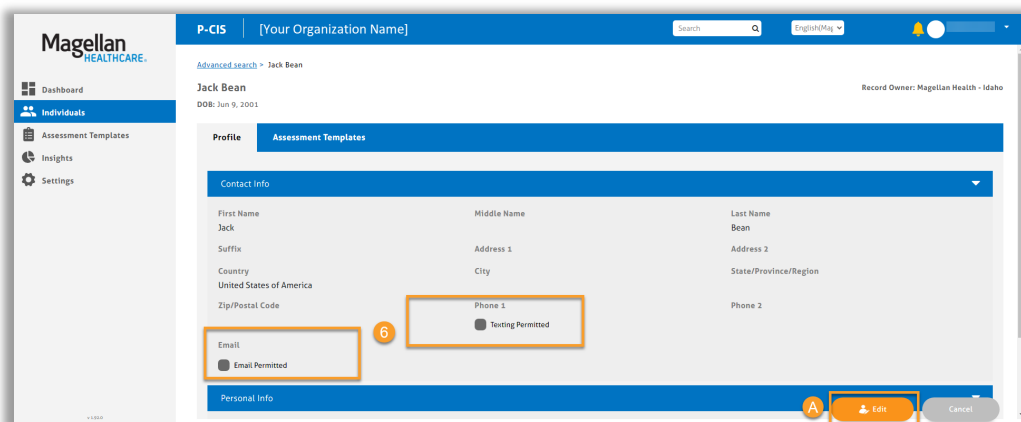 Magellan
HEALTHCARE.
P-CIS [Your Organization Name] Search English(Mag
Advanced search > Jack Bean
Jack Bean Record Owner: Magellan Health - Idaho
DOB: Jun 9, 2001
Dashboard
Individuals
Assessment Templates
Insights
Settings
Profile Assessment Templates
Contact Info
First Name Middle Name Last Name
Jack Bean
Suffix Address 1 Address 2
Country City State/Province/Region
United States of America
Zip/Postal Code Phone 1 Phone 2
6 Texting Permitted
Email
Email Permitted
Personal Info
A Edit Cancel